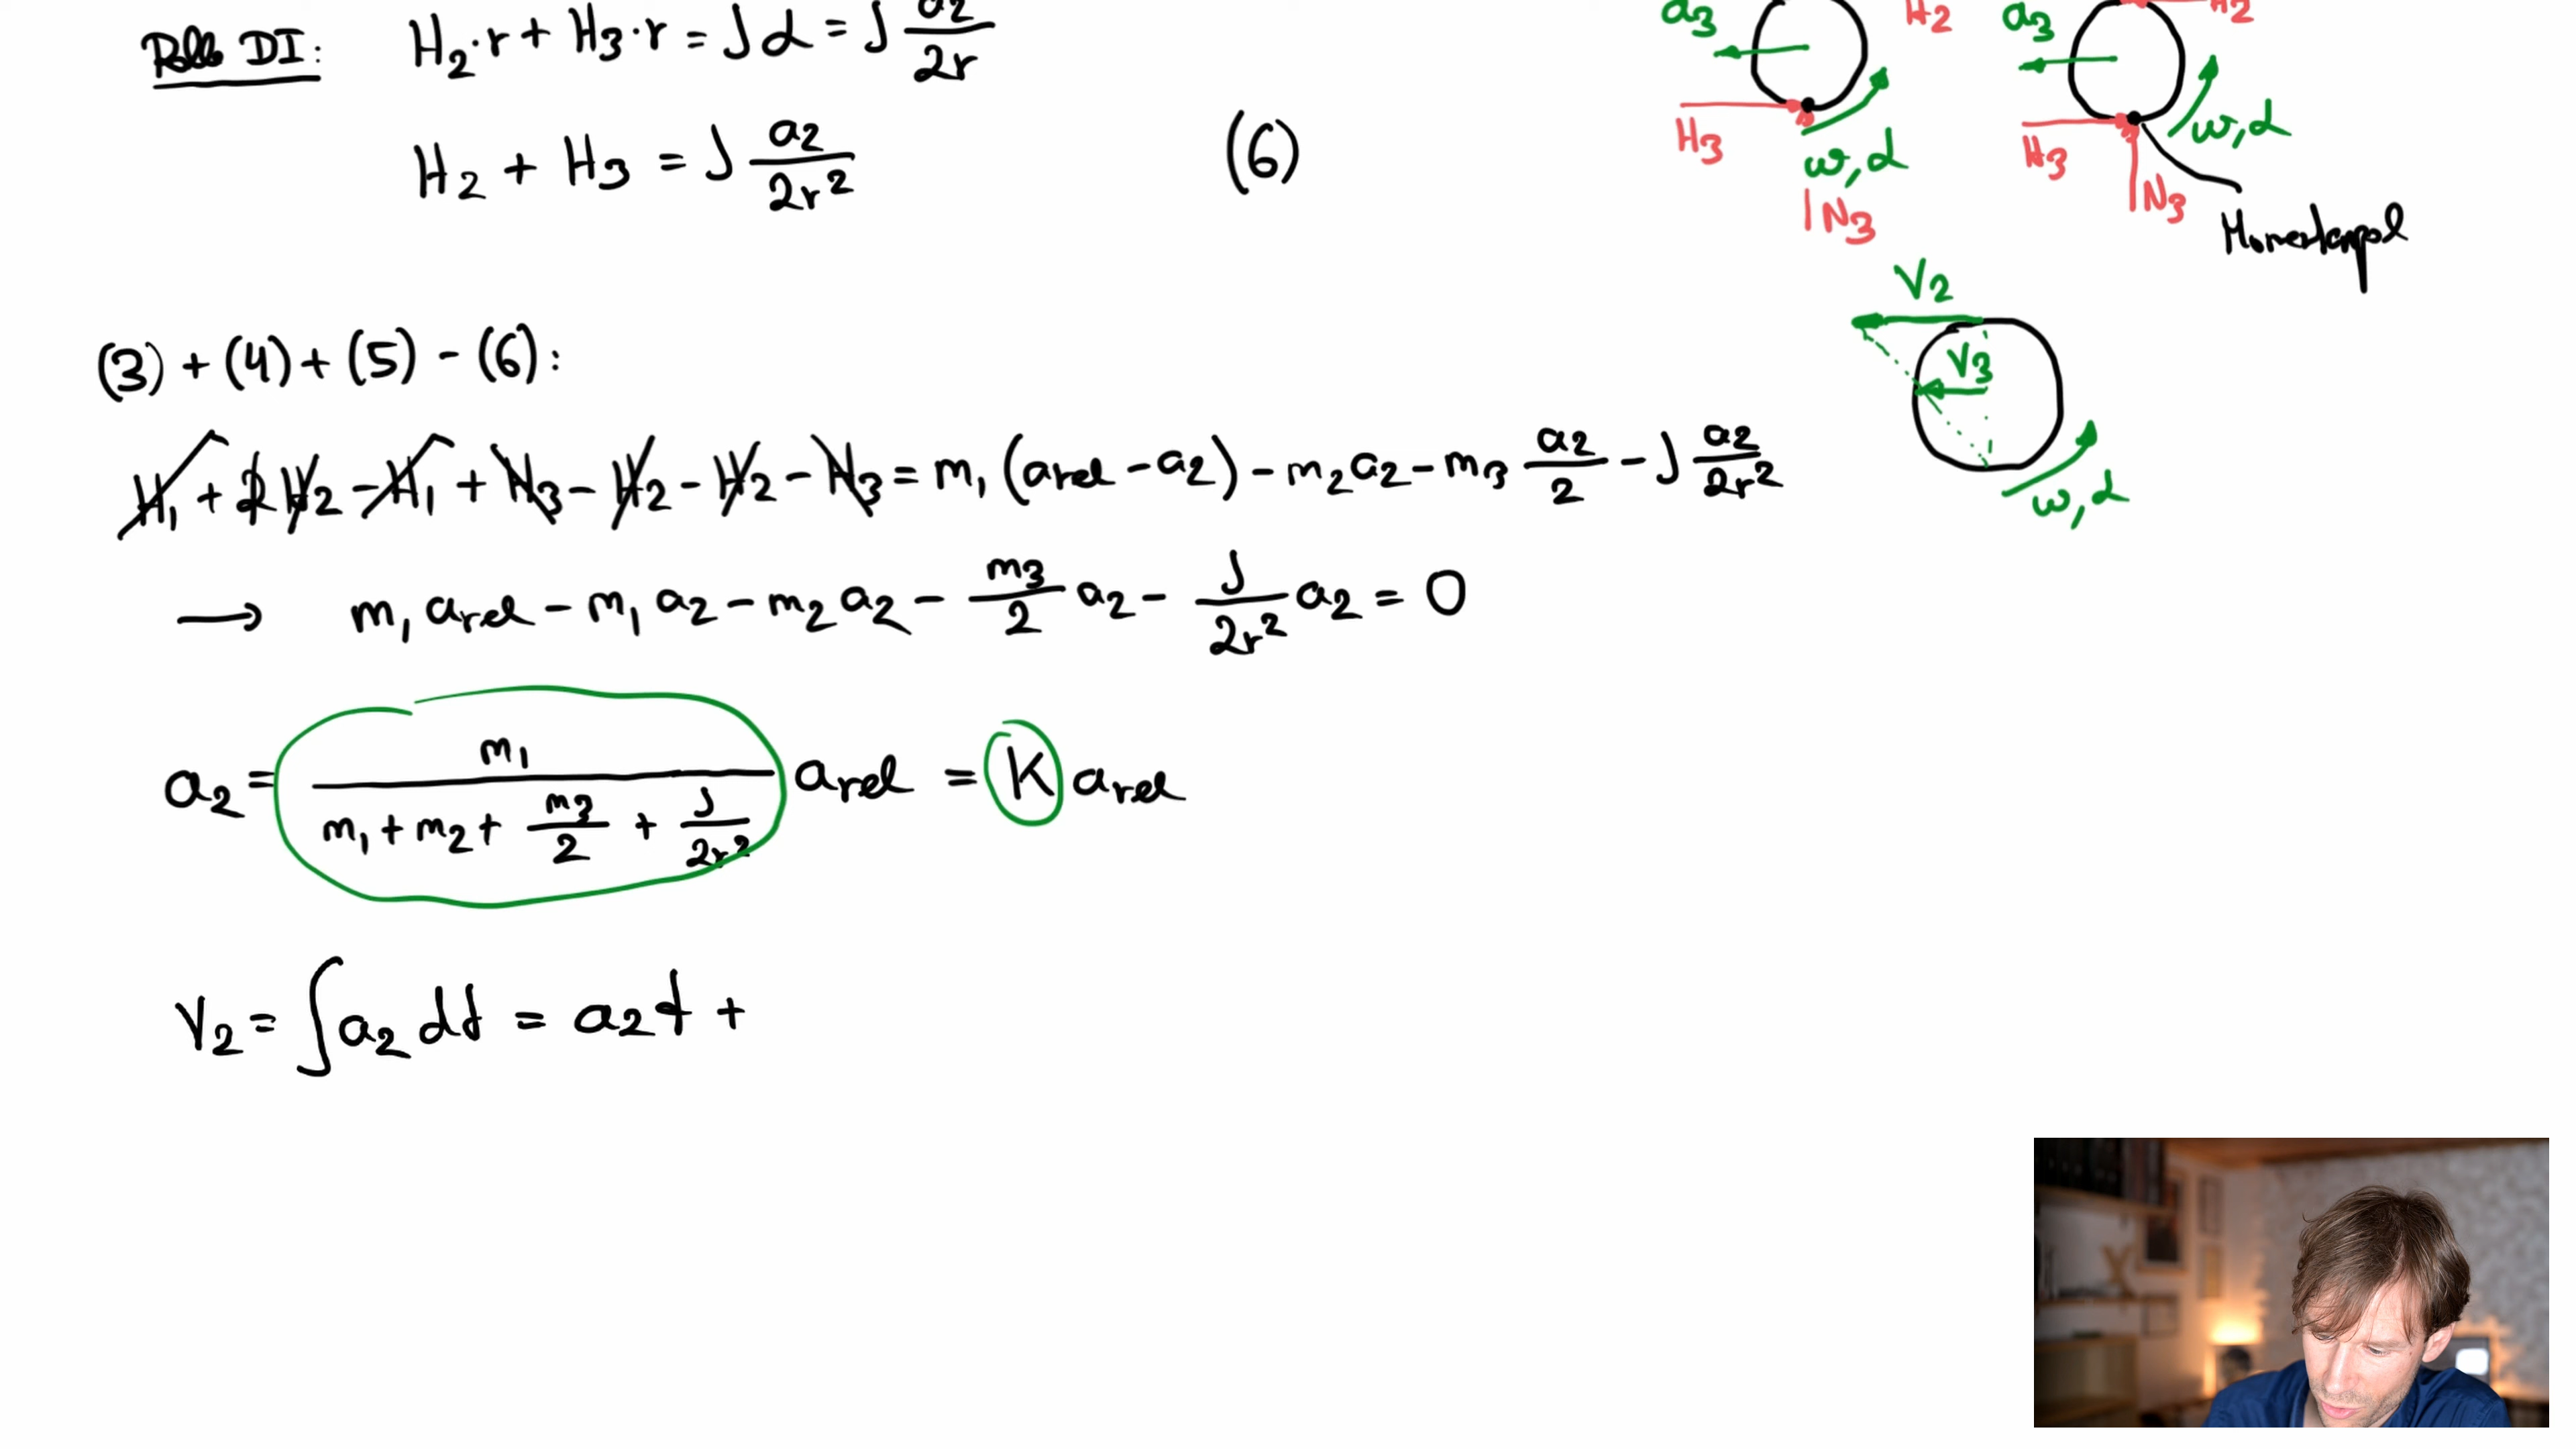 Rolle DI: H₂·r + H₃·r = J α = J a₂/2r
H₂ + H₃ = J a₂/2r² (6)
a₃ H₂ a₃ H₂
H₃ ω,α H₃ ω,α
N₃ N₃
Momentanpol
V₂
V₃
ω,α
(3) + (4) + (5) - (6):
H₁ + 2H₂ - H₁ + H₃ - H₂ - H₂ - H₃ = m₁ (arel - a₂) - m₂a₂ - m₃ a₂/2 - J a₂/2r²
→ m₁ arel - m₁ a₂ - m₂ a₂ - m₃/2 a₂ - J/2r² a₂ = 0
a₂ = m₁/(m₁ + m₂ + m₃/2 + J/2r²) arel = K arel
V₂ = ∫a₂ dt = a₂t +